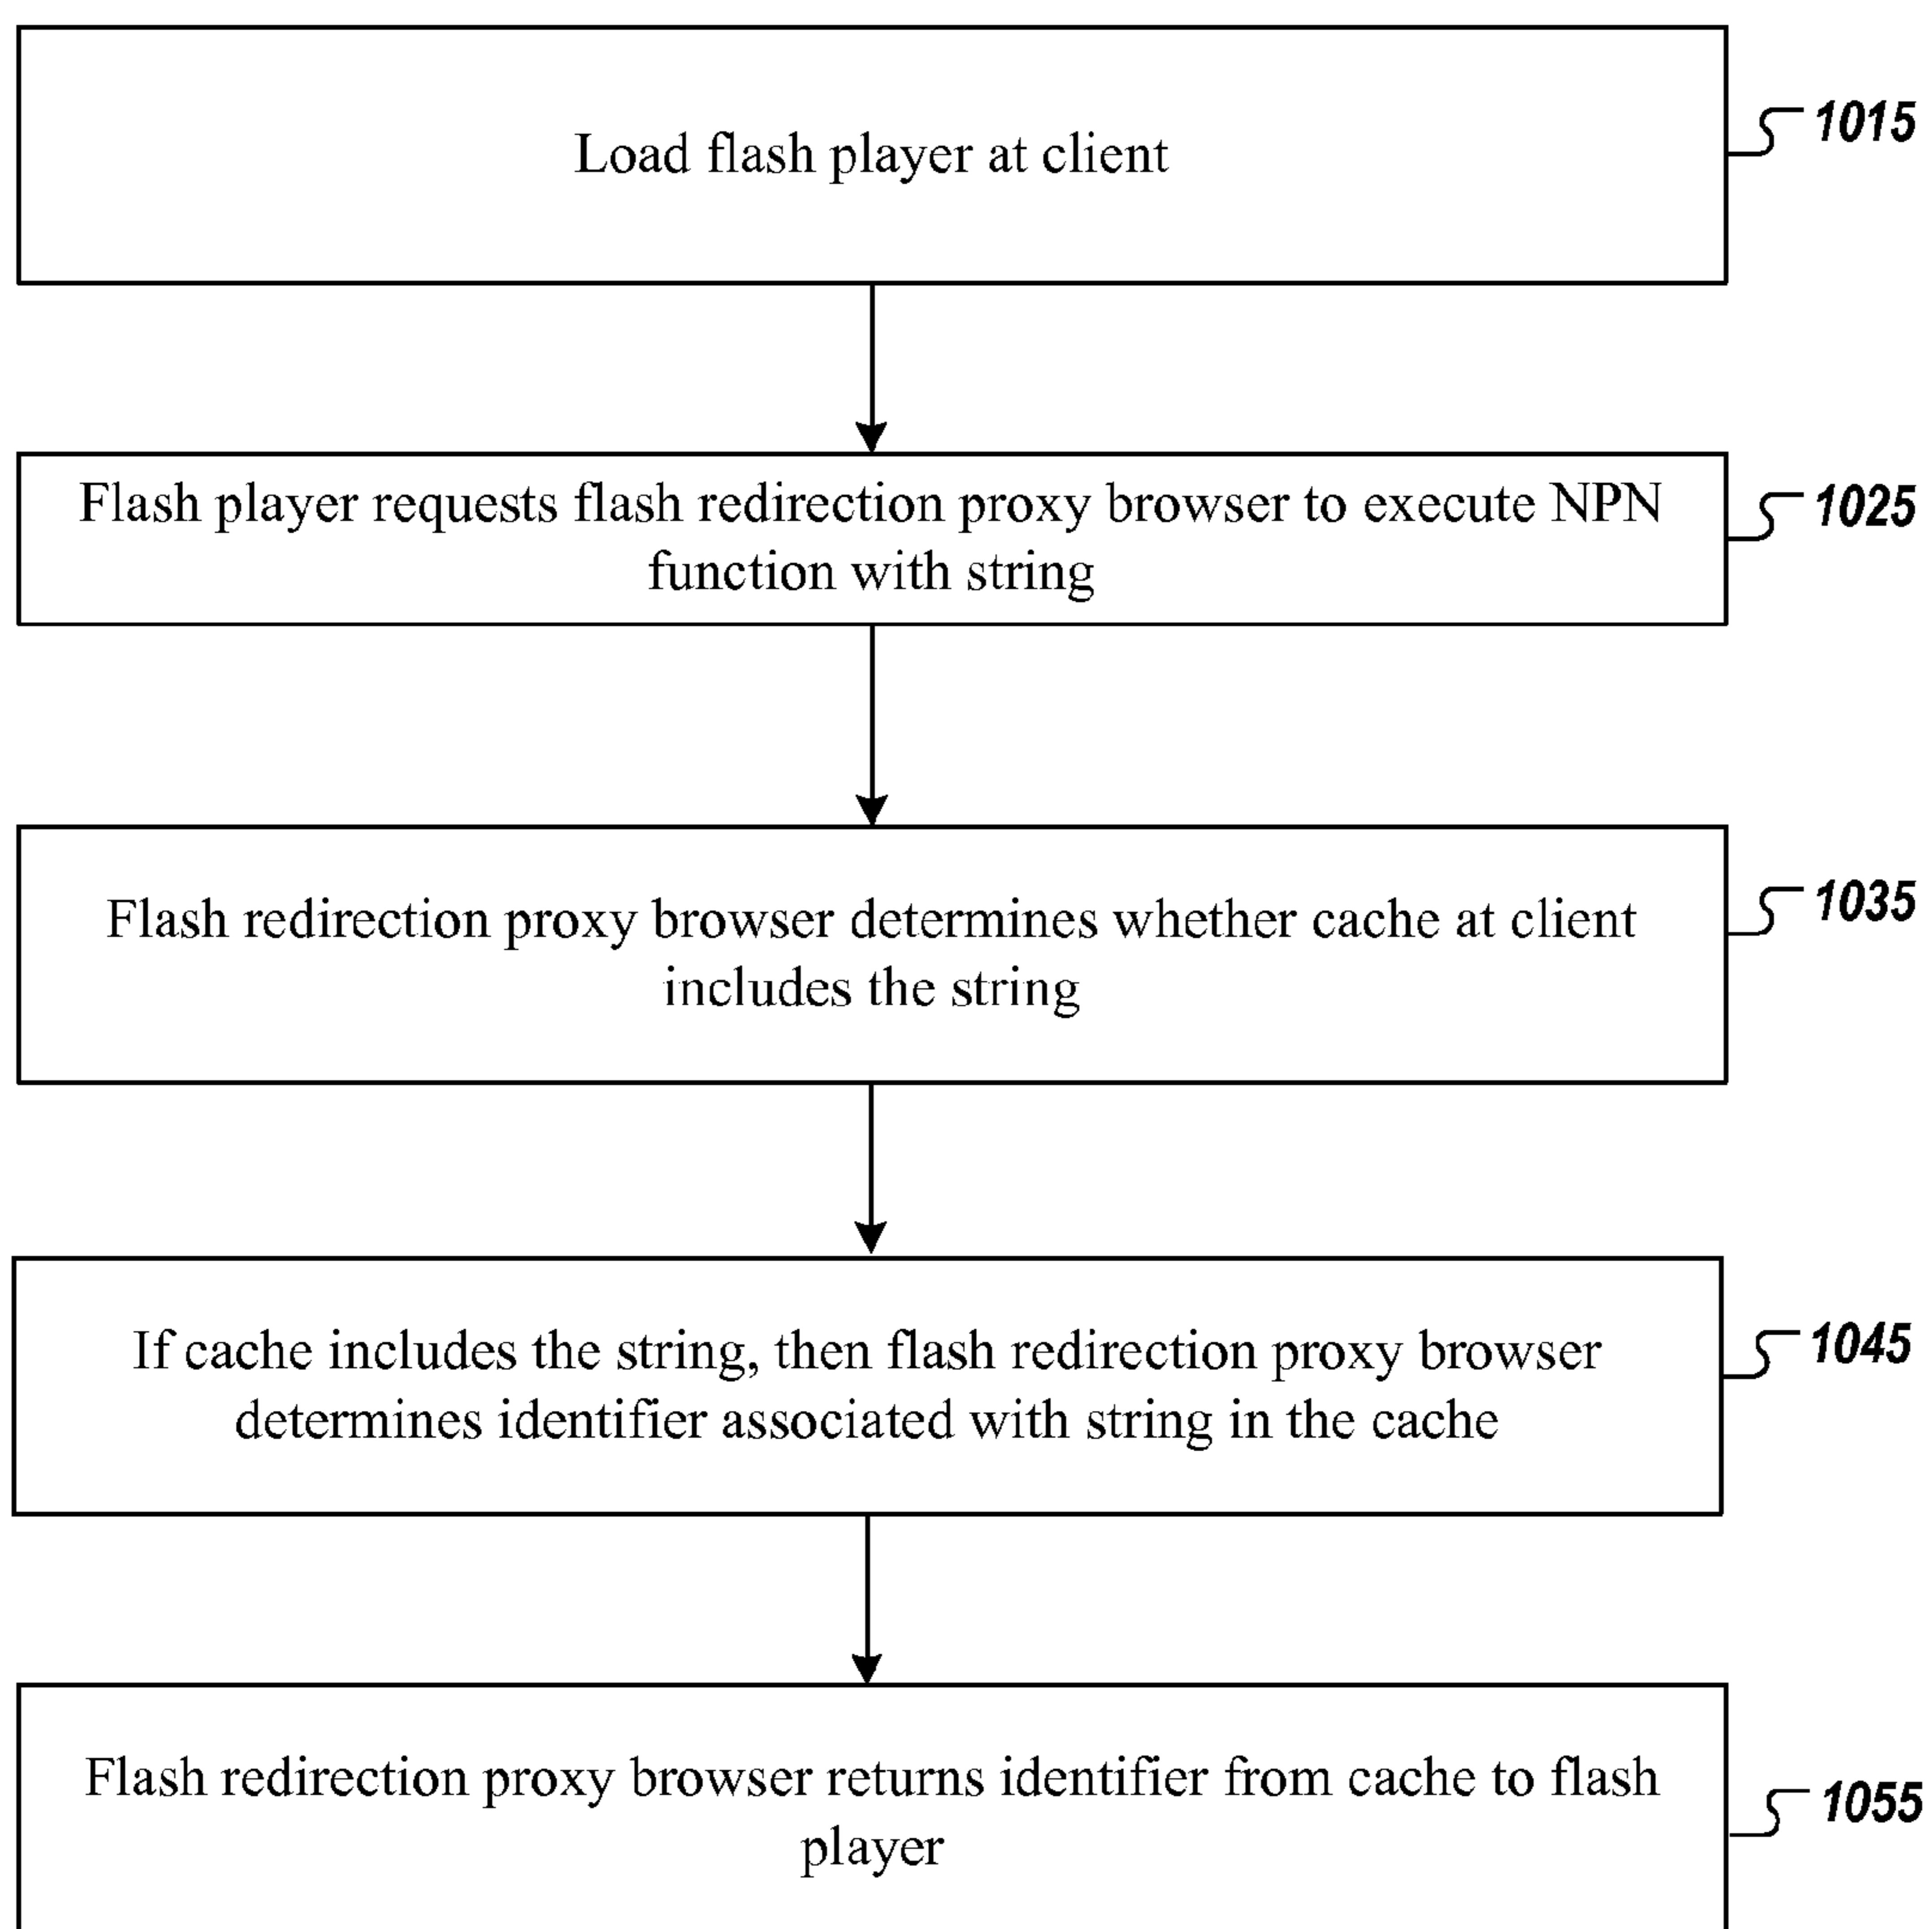 Load flash player at client
1015
Flash player requests flash redirection proxy browser to execute NPN
function with string
1025
Flash redirection proxy browser determines whether cache at client
includes the string
1035
If cache includes the string, then flash redirection proxy browser
determines identifier associated with string in the cache
1045
Flash redirection proxy browser returns identifier from cache to flash
player
1055